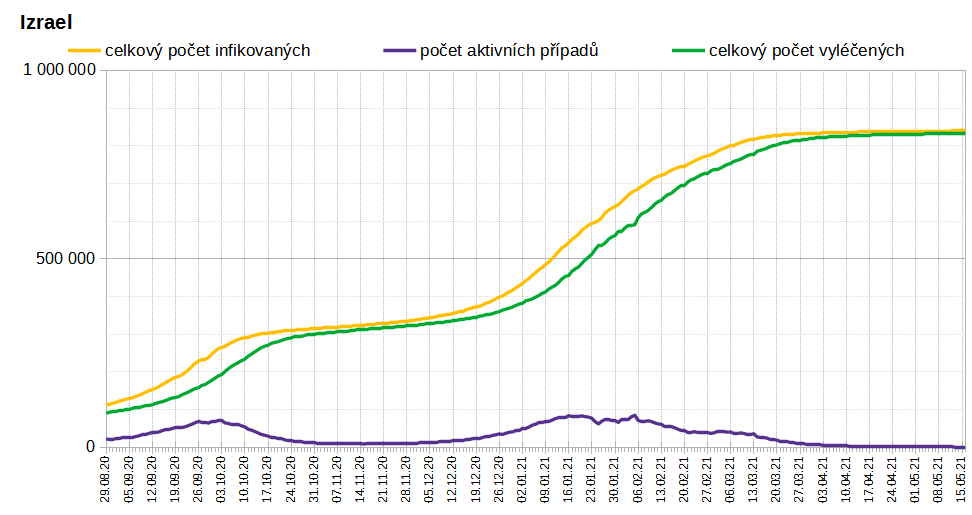 Izrael
celkový počet infikovaných počet aktivních případů celkový počet vyléčených
1 000 000
500 000
0
29.08.20 05.09.20 12.09.20 19.09.20 26.09.20 03.10.20 10.10.20 17.10.20 24.10.20 31.10.20 07.11.20 14.11.20 21.11.20 28.11.20 05.12.20 12.12.20 19.12.20 26.12.20 02.01.21 09.01.21 16.01.21 23.01.21 30.01.21 06.02.21 13.02.21 20.02.21 27.02.21 06.03.21 13.03.21 20.03.21 27.03.21 03.04.21 10.04.21 17.04.21 24.04.21 01.05.21 08.05.21 15.05.21